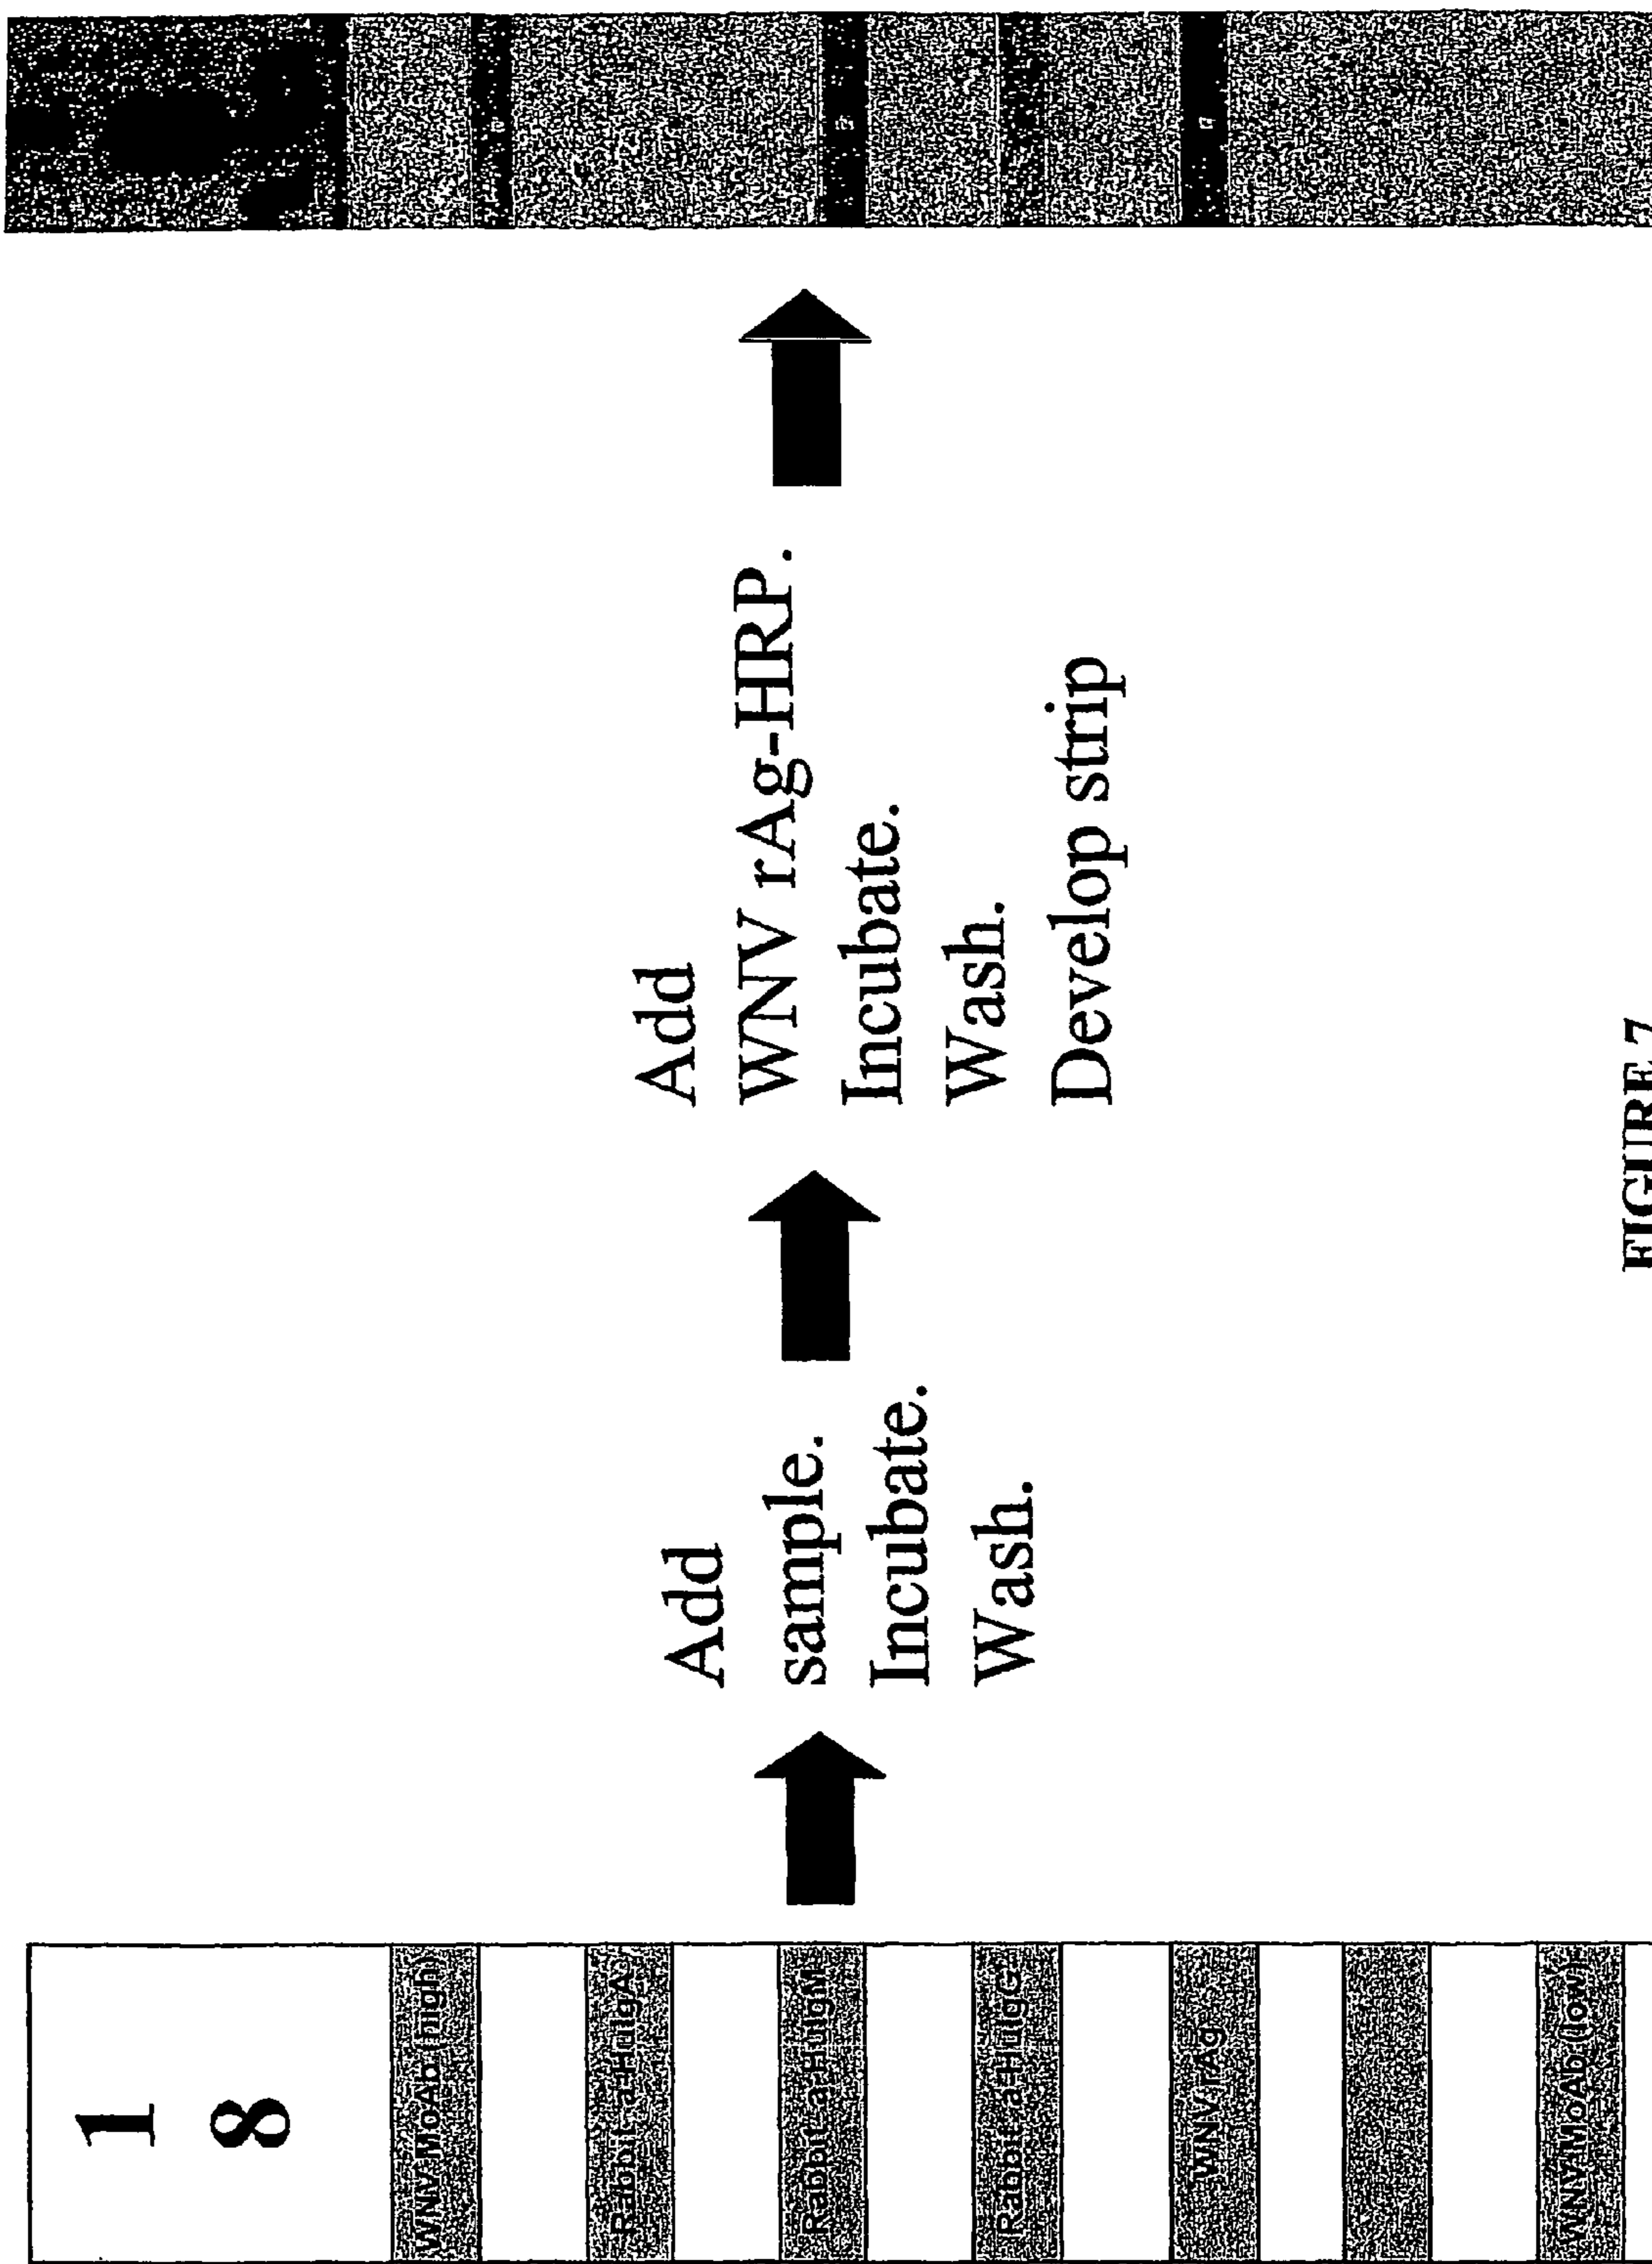 1
8
WNV MoAb (high)
Rabbit a-HuIgA
Rabbit a-HuIgM
Rabbit a-HuIgG
WNV rAg
WNV MoAb (low)
Add
sample.
Incubate.
Wash.
Add
WNV rAg-HRP.
Incubate.
Wash.
Develop strip
FIGURE 7